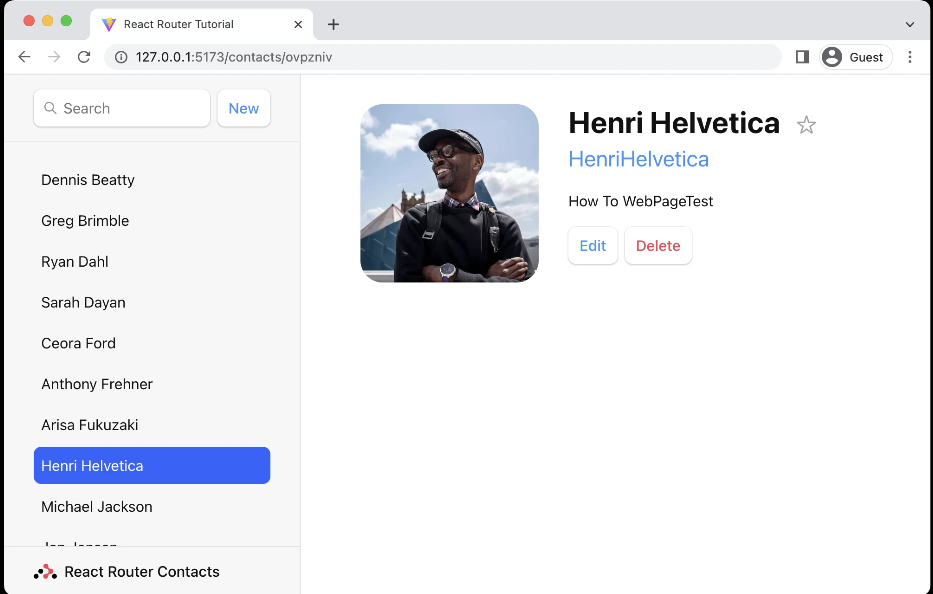 React Router Tutorial
127.0.0.1:5173/contacts/ovpzniv
Guest
Search
New
Dennis Beatty
Greg Brimble
Ryan Dahl
Sarah Dayan
Ceora Ford
Anthony Frehner
Arisa Fukuzaki
Henri Helvetica
Michael Jackson
React Router Contacts
Henri Helvetica
HenriHelvetica
How To WebPageTest
Edit
Delete